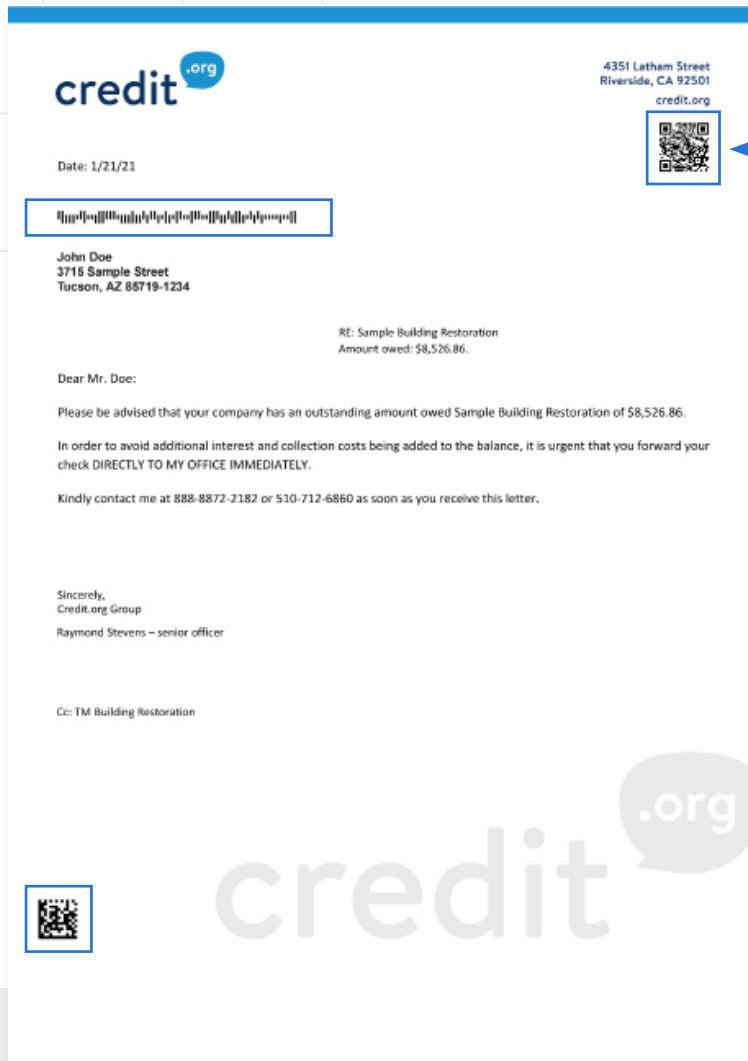 credit.org
4351 Latham Street
Riverside, CA 92501
credit.org
Date: 1/21/21
John Doe
3715 Sample Street
Tucson, AZ 85719-1234
RE: Sample Building Restoration
Amount owed: $8,526.86.
Dear Mr. Doe:
Please be advised that your company has an outstanding amount owed Sample Building Restoration of $8,526.86.
In order to avoid additional interest and collection costs being added to the balance, it is urgent that you forward your
check DIRECTLY TO MY OFFICE IMMEDIATELY.
Kindly contact me at 888-8872-2182 or 510-712-6860 as soon as you receive this letter.
Sincerely,
Credit.org Group
Raymond Stevens – senior officer
Cc: TM Building Restoration
credit.org